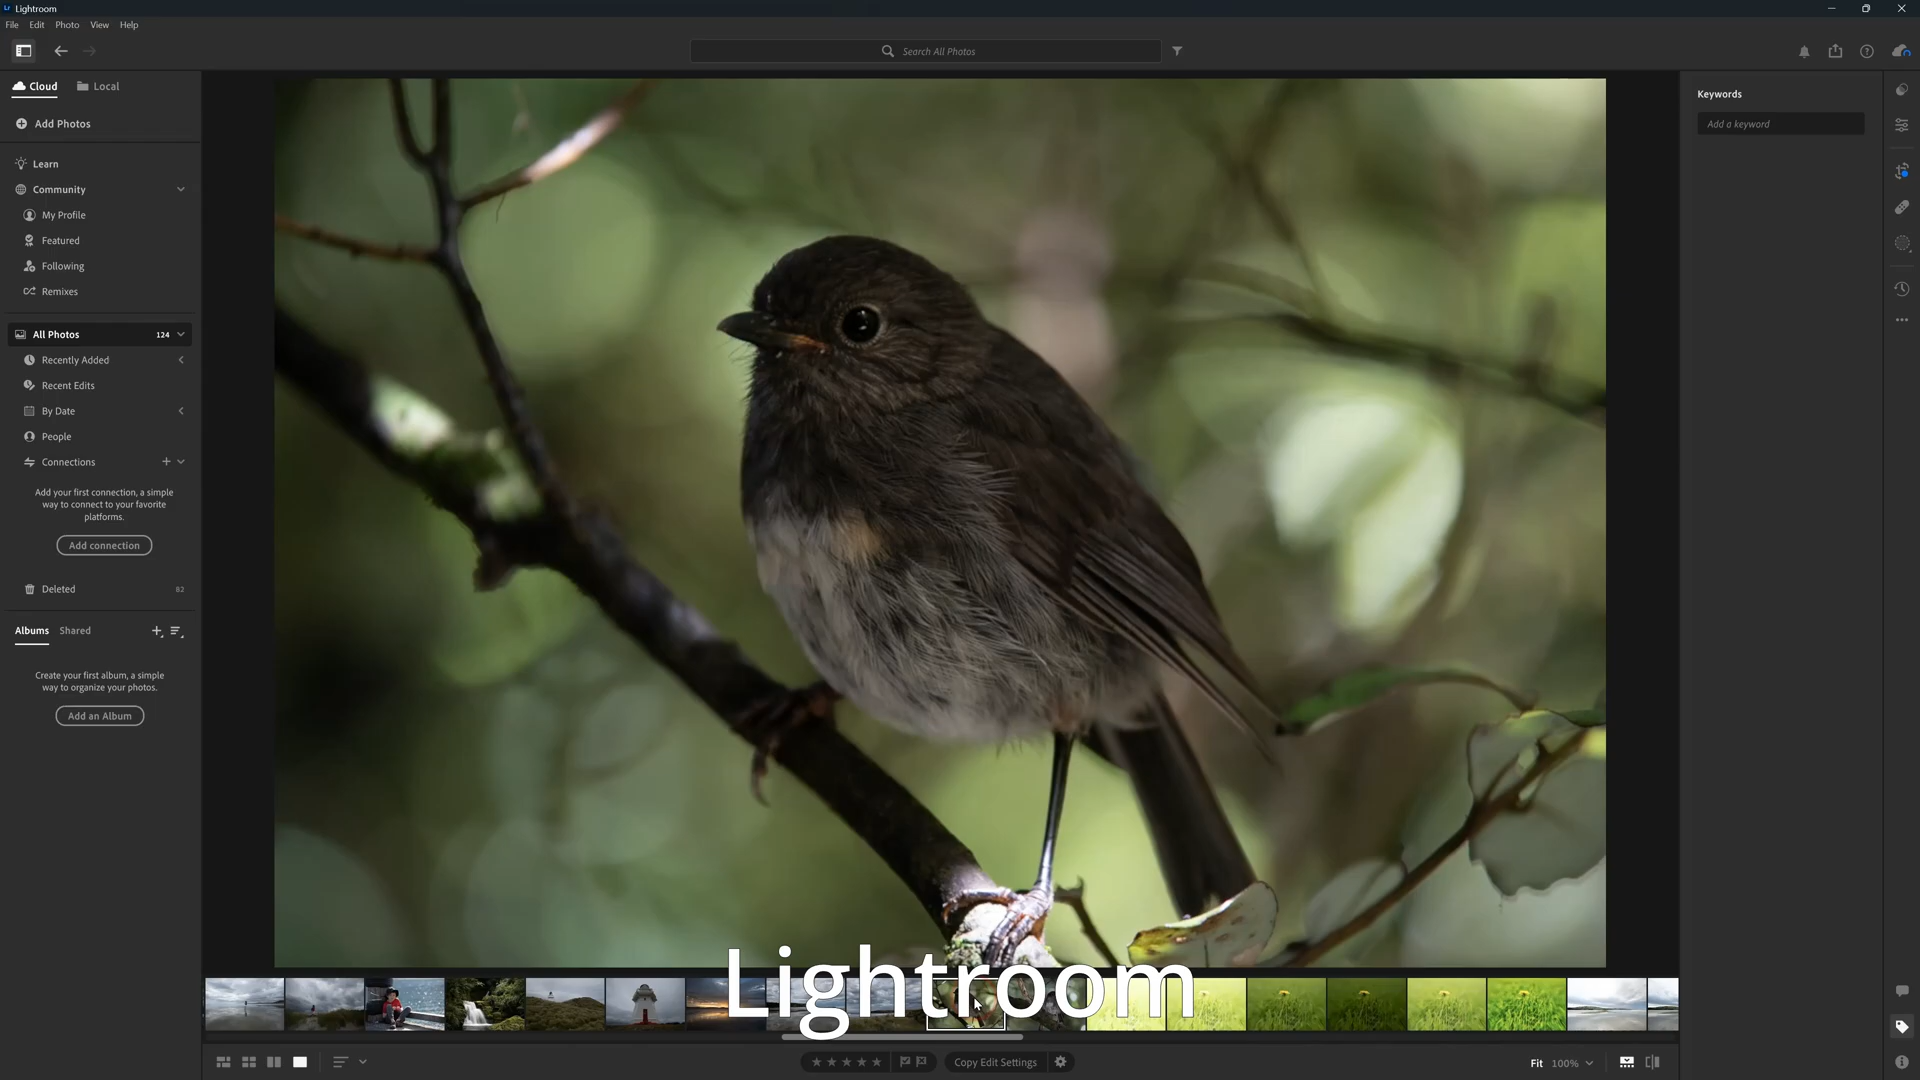 Lr Lightroom
File Edit Photo View Help
Search All Photos
Cloud Local
Add Photos
Learn
Community
My Profile
Featured
Following
Remixes
All Photos 124
Recently Added
Recent Edits
By Date
People
Connections
Add your first connection, a simple
way to connect to your favorite
platforms.
Add connection
Deleted 82
Albums Shared
Create your first album, a simple
way to organize your photos.
Add an Album
Keywords
Add a keyword
Lightroom
Copy Edit Settings
Fit 100%